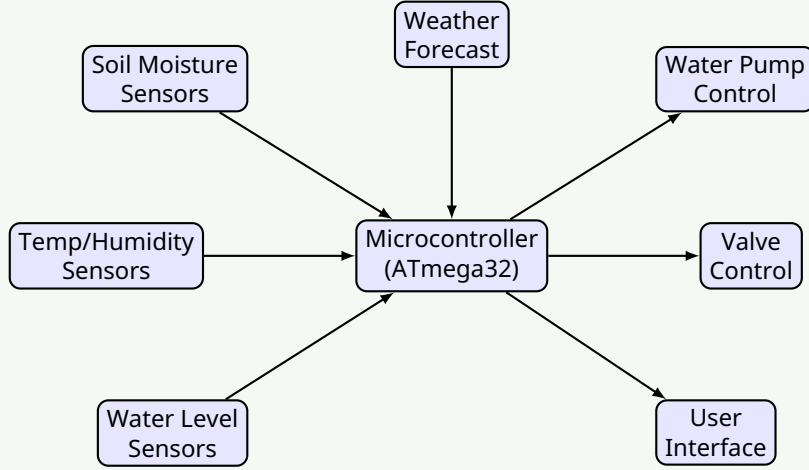 Weather
Forecast
Soil Moisture
Sensors
Water Pump
Control
Temp/Humidity
Sensors
Microcontroller
(ATmega32)
Valve
Control
Water Level
Sensors
User
Interface